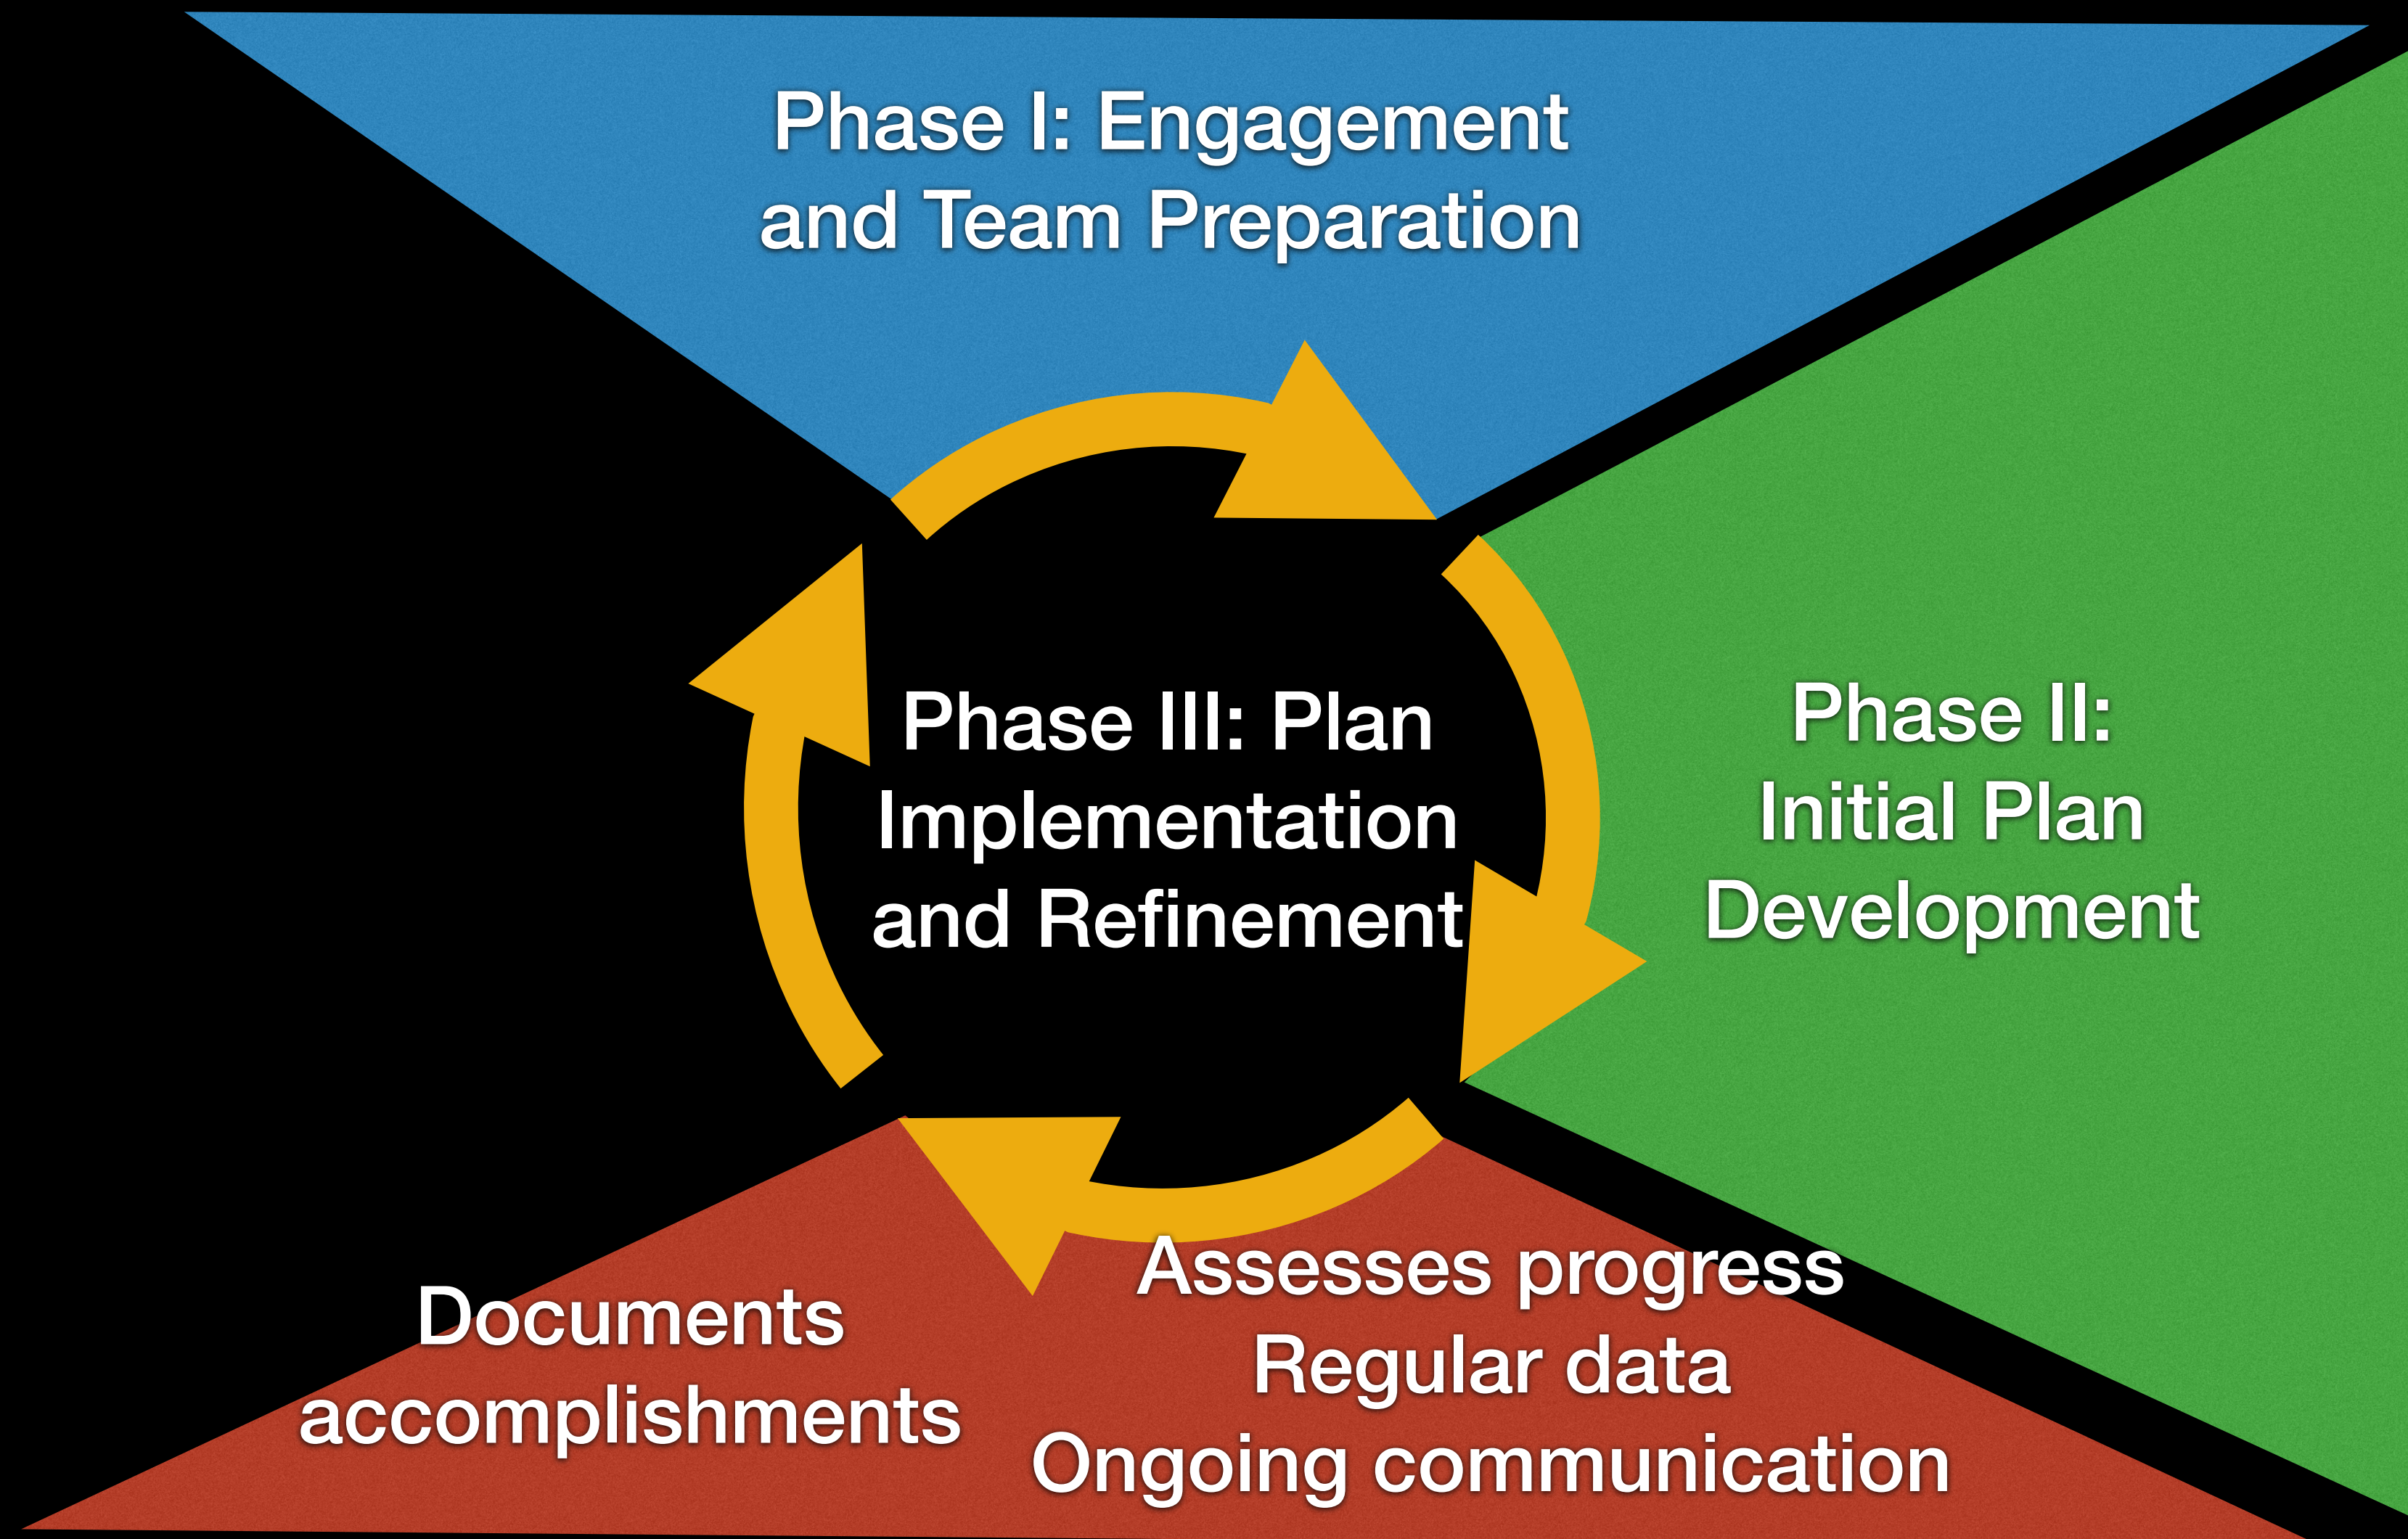 Phase I: Engagement
and Team Preparation
Phase III: Plan
Implementation
and Refinement
Phase II:
Initial Plan
Development
Documents
accomplishments
Assesses progress
Regular data
Ongoing communication